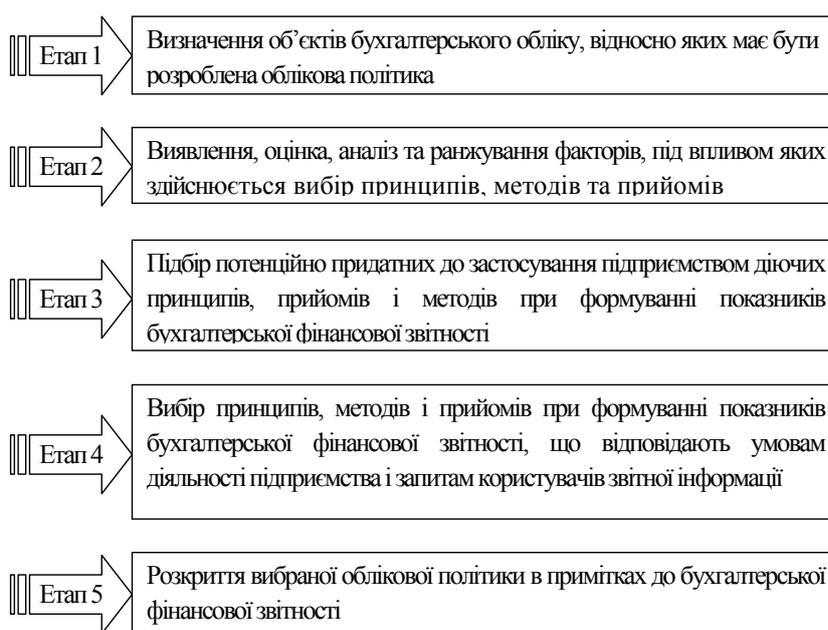 Етап 1
Визначення об’єктів бухгалтерського обліку, відносно яких має бути
розроблена облікова політика
Етап 2
Виявлення, оцінка, аналіз та ранжування факторів, під впливом яких
здійснюється вибір принципів, методів та прийомів
Етап 3
Підбір потенційно придатних до застосування підприємством діючих
принципів, прийомів і методів при формуванні показників
бухгалтерської фінансової звітності
Етап 4
Вибір принципів, методів і прийомів при формуванні показників
бухгалтерської фінансової звітності, що відповідають умовам
діяльності підприємства і запитам користувачів звітної інформації
Етап 5
Розкриття вибраної облікової політики в примітках до бухгалтерської
фінансової звітності